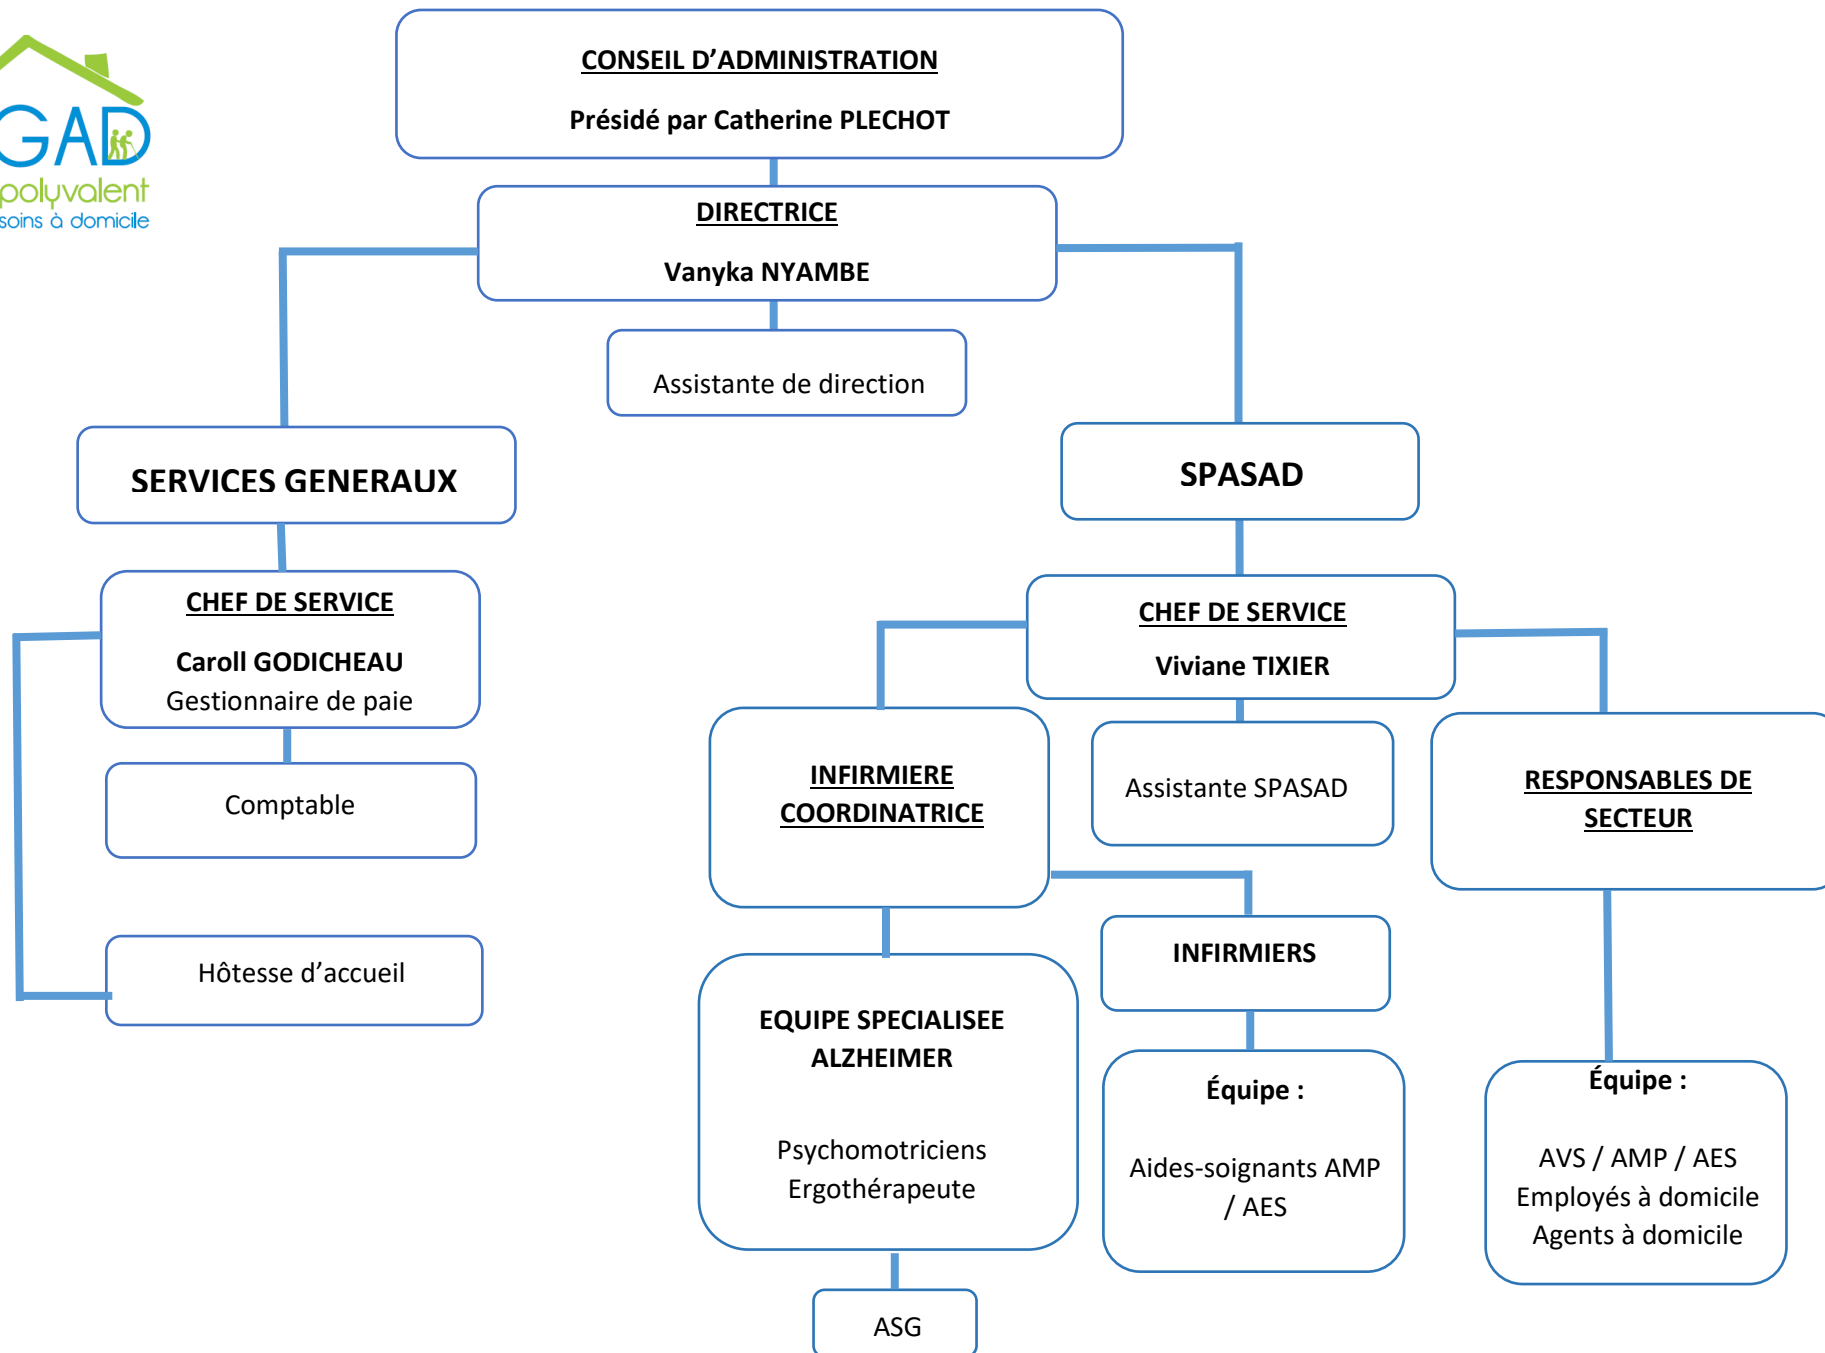 GAD
polyvalent
soins à domicile
CONSEIL D’ADMINISTRATION
Présidé par Catherine PLECHOT
DIRECTRICE
Vanyka NYAMBE
Assistante de direction
SERVICES GENERAUX
SPASAD
CHEF DE SERVICE
Caroll GODICHEAU
Gestionnaire de paie
Comptable
Hôtesse d’accueil
CHEF DE SERVICE
Viviane TIXIER
INFIRMIERE
COORDINATRICE
Assistante SPASAD
RESPONSABLES DE
SECTEUR
INFIRMIERS
EQUIPE SPECIALISEE
ALZHEIMER
Psychomotriciens
Ergothérapeute
ASG
Équipe :
Aides-soignants AMP
/ AES
Équipe :
AVS / AMP / AES
Employés à domicile
Agents à domicile